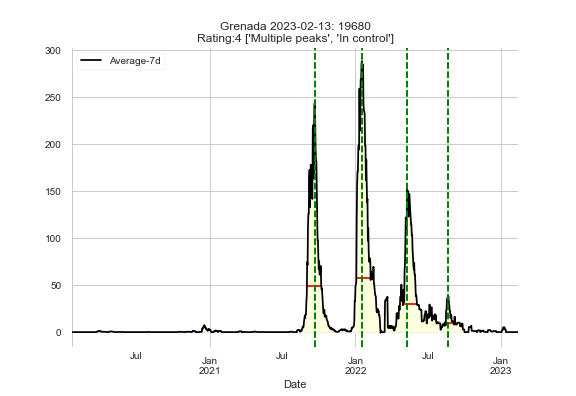 Grenada 2023-02-13: 19680
Rating:4 ['Multiple peaks', 'In control']
Average-7d
300
250
200
150
100
50
0
Jul
Jan
2021
Jul
Jan
2022
Jul
Jan
2023
Date